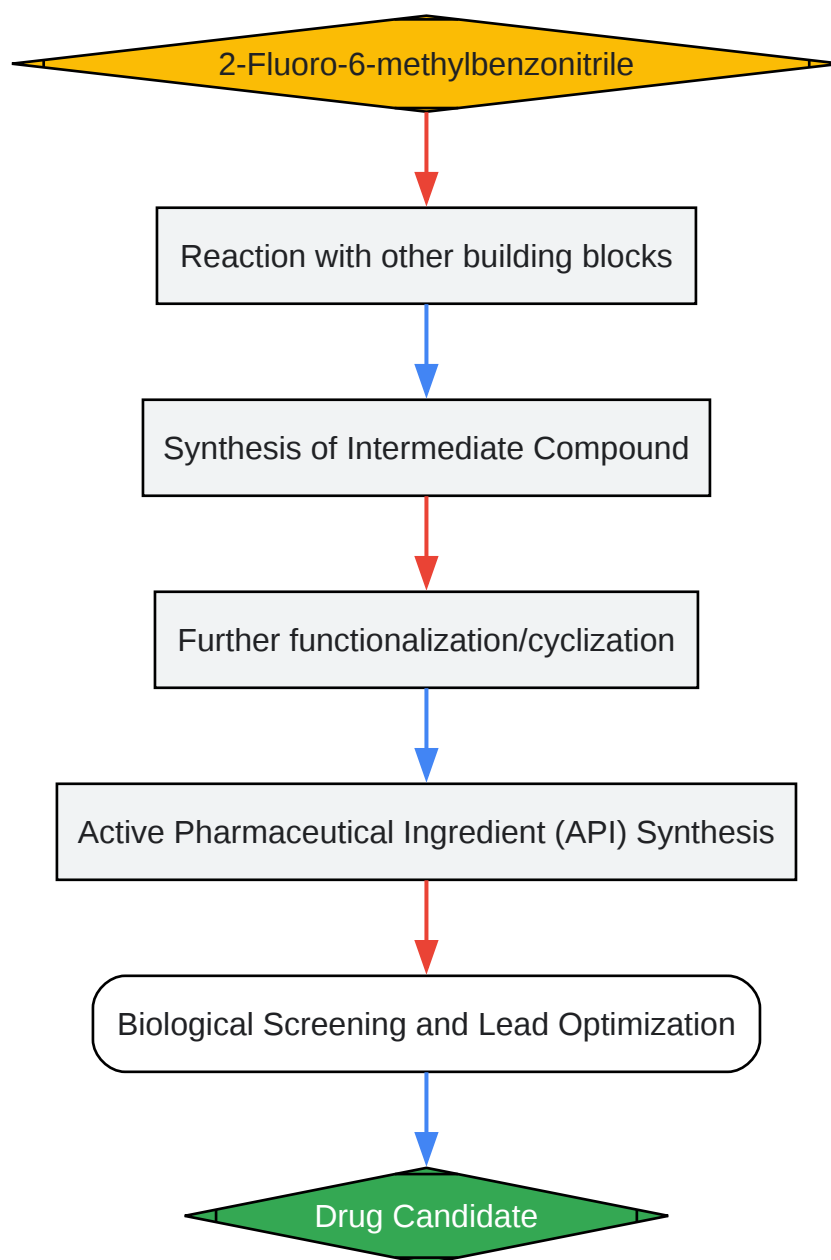 2-Fluoro-6-methylbenzonitrile
Reaction with other building blocks
Synthesis of Intermediate Compound
Further functionalization/cyclization
Active Pharmaceutical Ingredient (API) Synthesis
Biological Screening and Lead Optimization
Drug Candidate